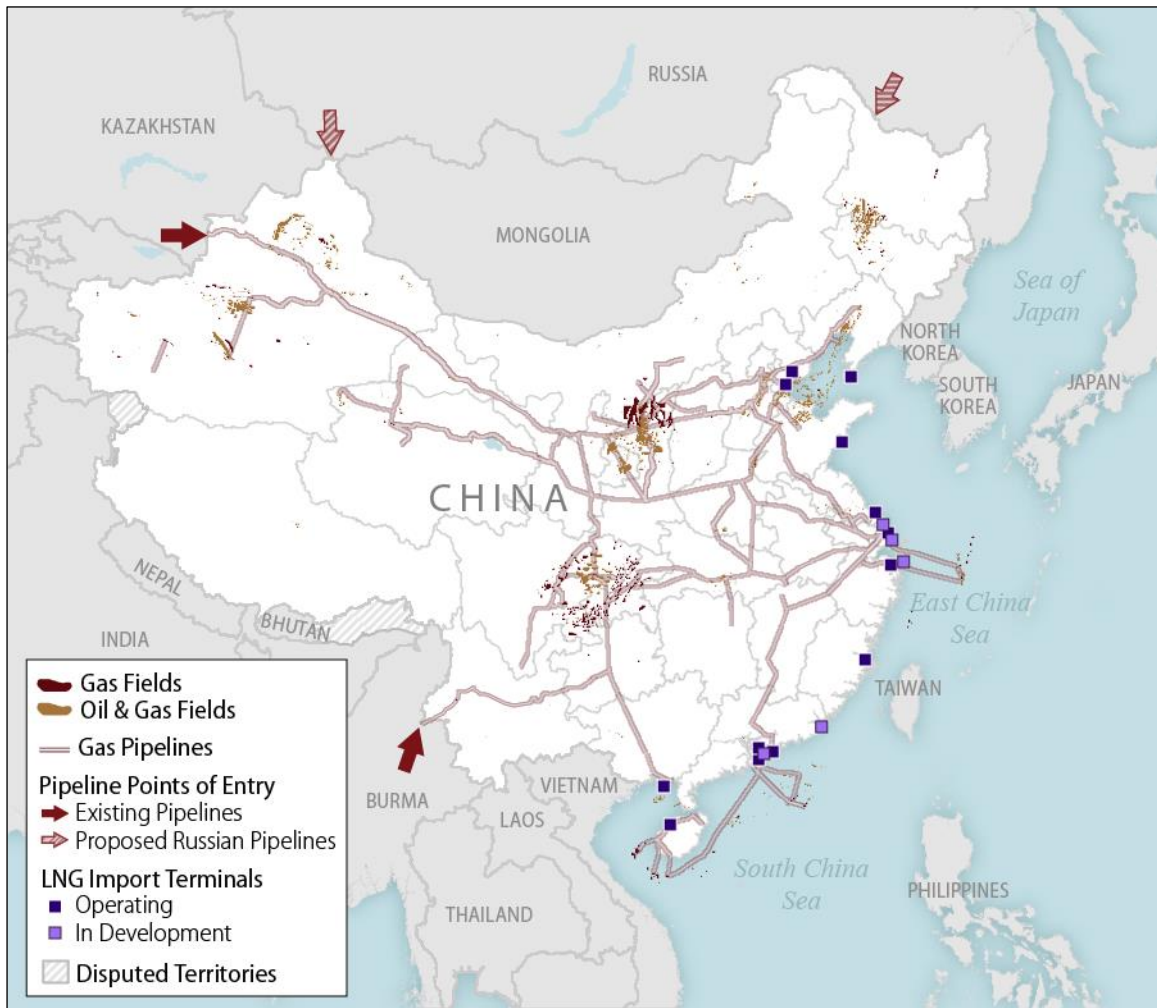 RUSSIA
KAZAKHSTAN
MONGOLIA
Sea of
Japan
NORTH
KOREA
SOUTH
KOREA
JAPAN
CHINA
NEPAL
BHUTAN
INDIA
East China
Sea
TAIWAN
BURMA
VIETNAM
LAOS
THAILAND
South China
Sea
PHILIPPINES
Gas Fields
Oil & Gas Fields
Gas Pipelines
Pipeline Points of Entry
Existing Pipelines
Proposed Russian Pipelines
LNG Import Terminals
Operating
In Development
Disputed Territories